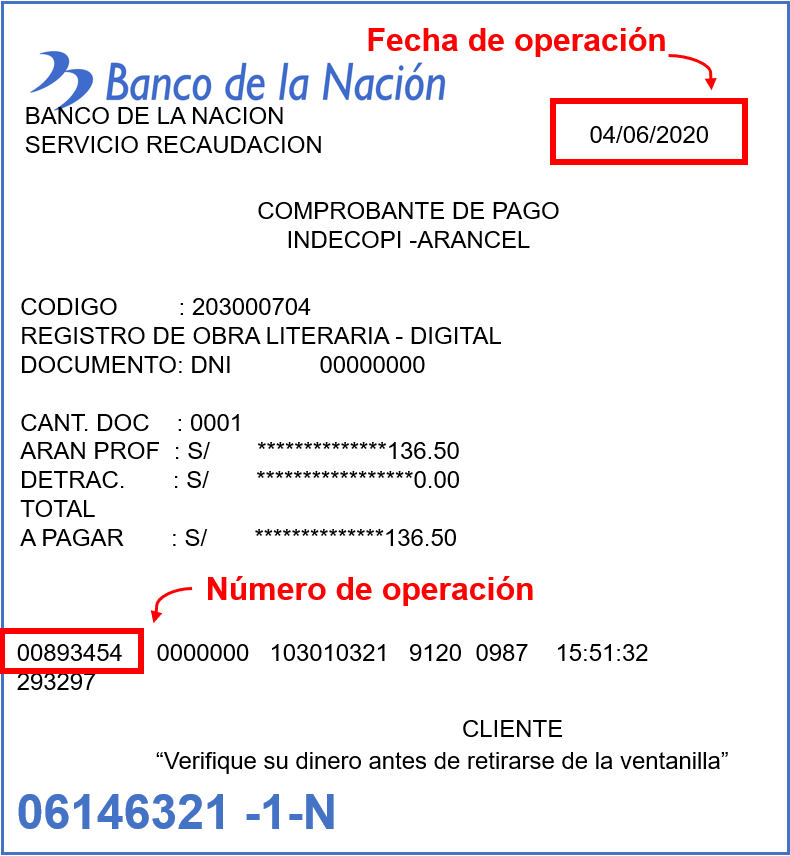 Fecha de operación
Banco de la Nación
BANCO DE LA NACION
SERVICIO RECAUDACION
04/06/2020
COMPROBANTE DE PAGO
INDECOPI -ARANCEL
CODIGO : 203000704
REGISTRO DE OBRA LITERARIA - DIGITAL
DOCUMENTO: DNI 00000000
CANT. DOC : 0001
ARAN PROF : S/ **************136.50
DETRAC. : S/ *****************0.00
TOTAL
A PAGAR : S/ **************136.50
Número de operación
00893454 0000000 103010321 9120 0987 15:51:32
293297
CLIENTE
“Verifique su dinero antes de retirarse de la ventanilla”
06146321 -1-N